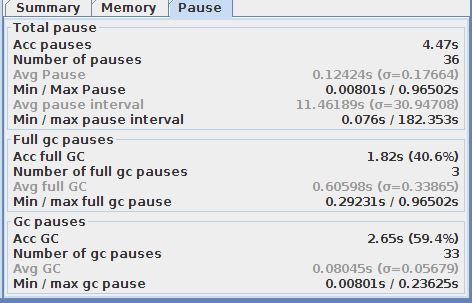 Summary Memory Pause
Total pause
Acc pauses 4.47s
Number of pauses 36
Avg Pause 0.12424s (σ=0.17664)
Min / Max Pause 0.00801s / 0.96502s
Avg pause interval 11.46189s (σ=30.94708)
Min / max pause interval 0.076s / 182.353s
Full gc pauses
Acc full GC 1.82s (40.6%)
Number of full gc pauses 3
Avg full GC 0.60598s (σ=0.33865)
Min / max full gc pause 0.29231s / 0.96502s
Gc pauses
Acc GC 2.65s (59.4%)
Number of gc pauses 33
Avg GC 0.08045s (σ=0.05679)
Min / max gc pause 0.00801s / 0.23625s